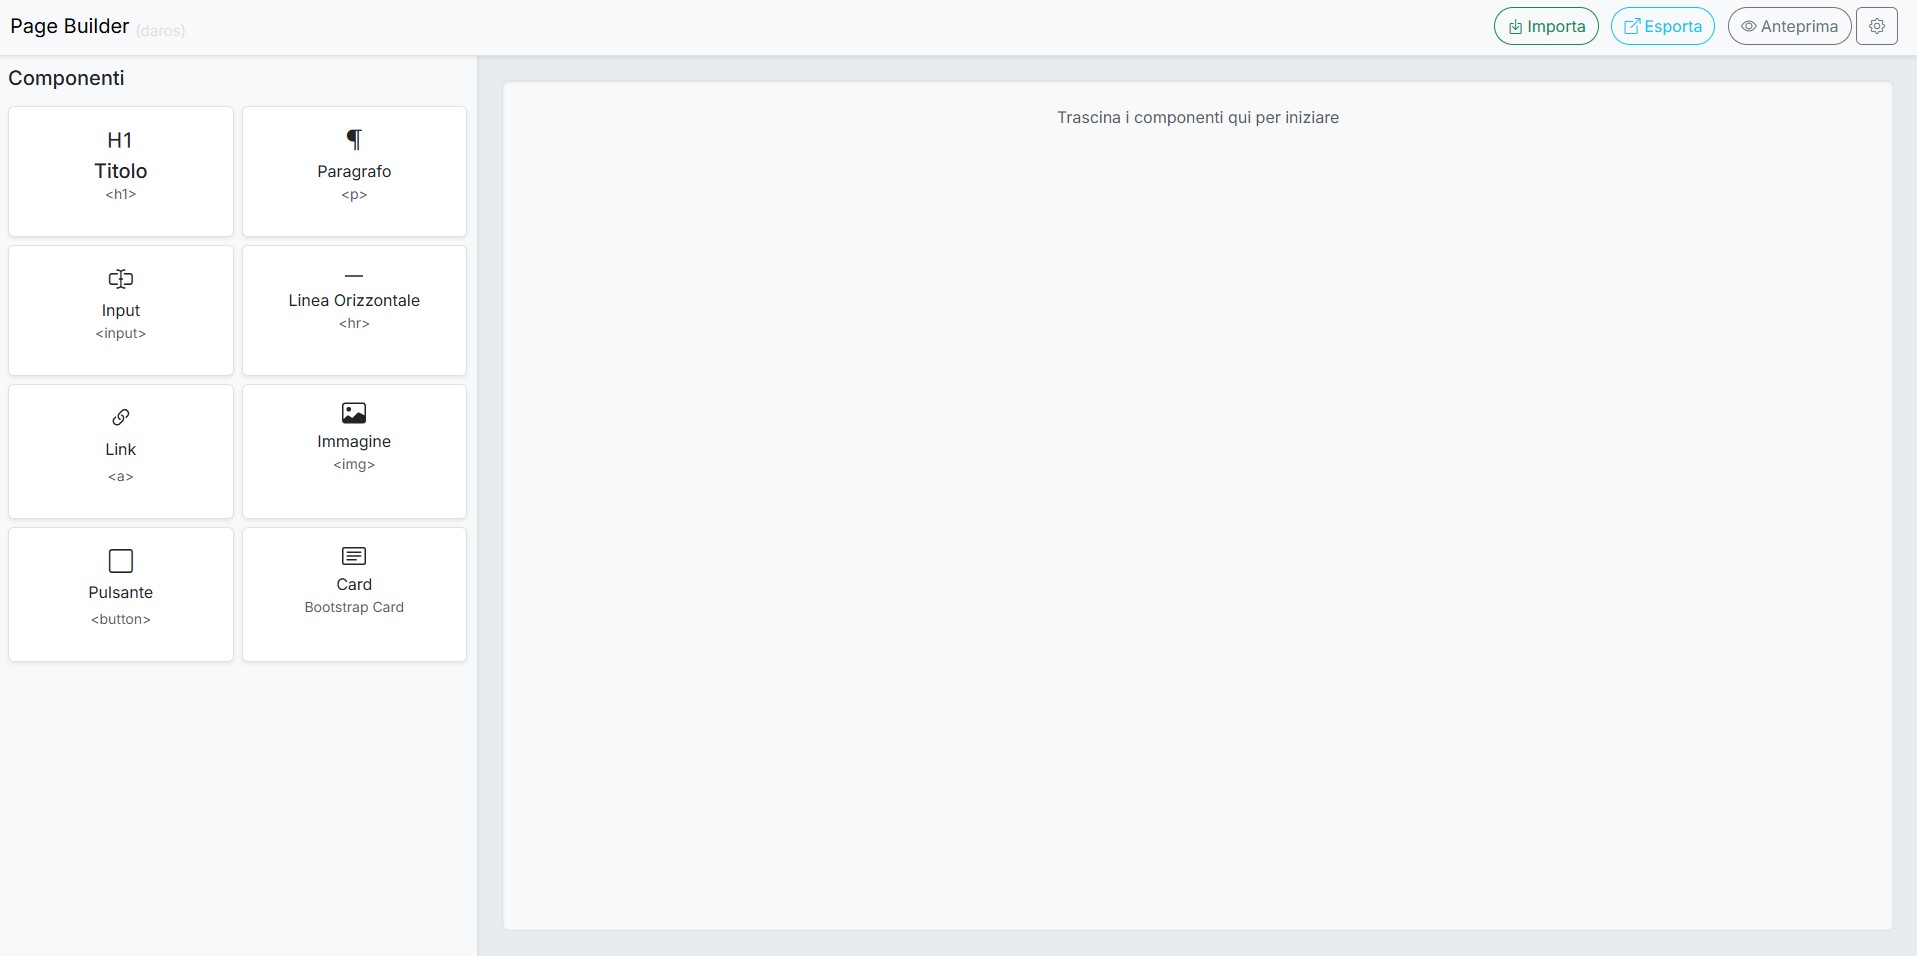 Page Builder (daros)
Importa
Esporta
Anteprima
Componenti
H1
Titolo
<h1>
¶
Paragrafo
<p>
Input
<input>
Linea Orizzontale
<hr>
Link
<a>
Immagine
<img>
Pulsante
<button>
Card
Bootstrap Card
Trascina i componenti qui per iniziare